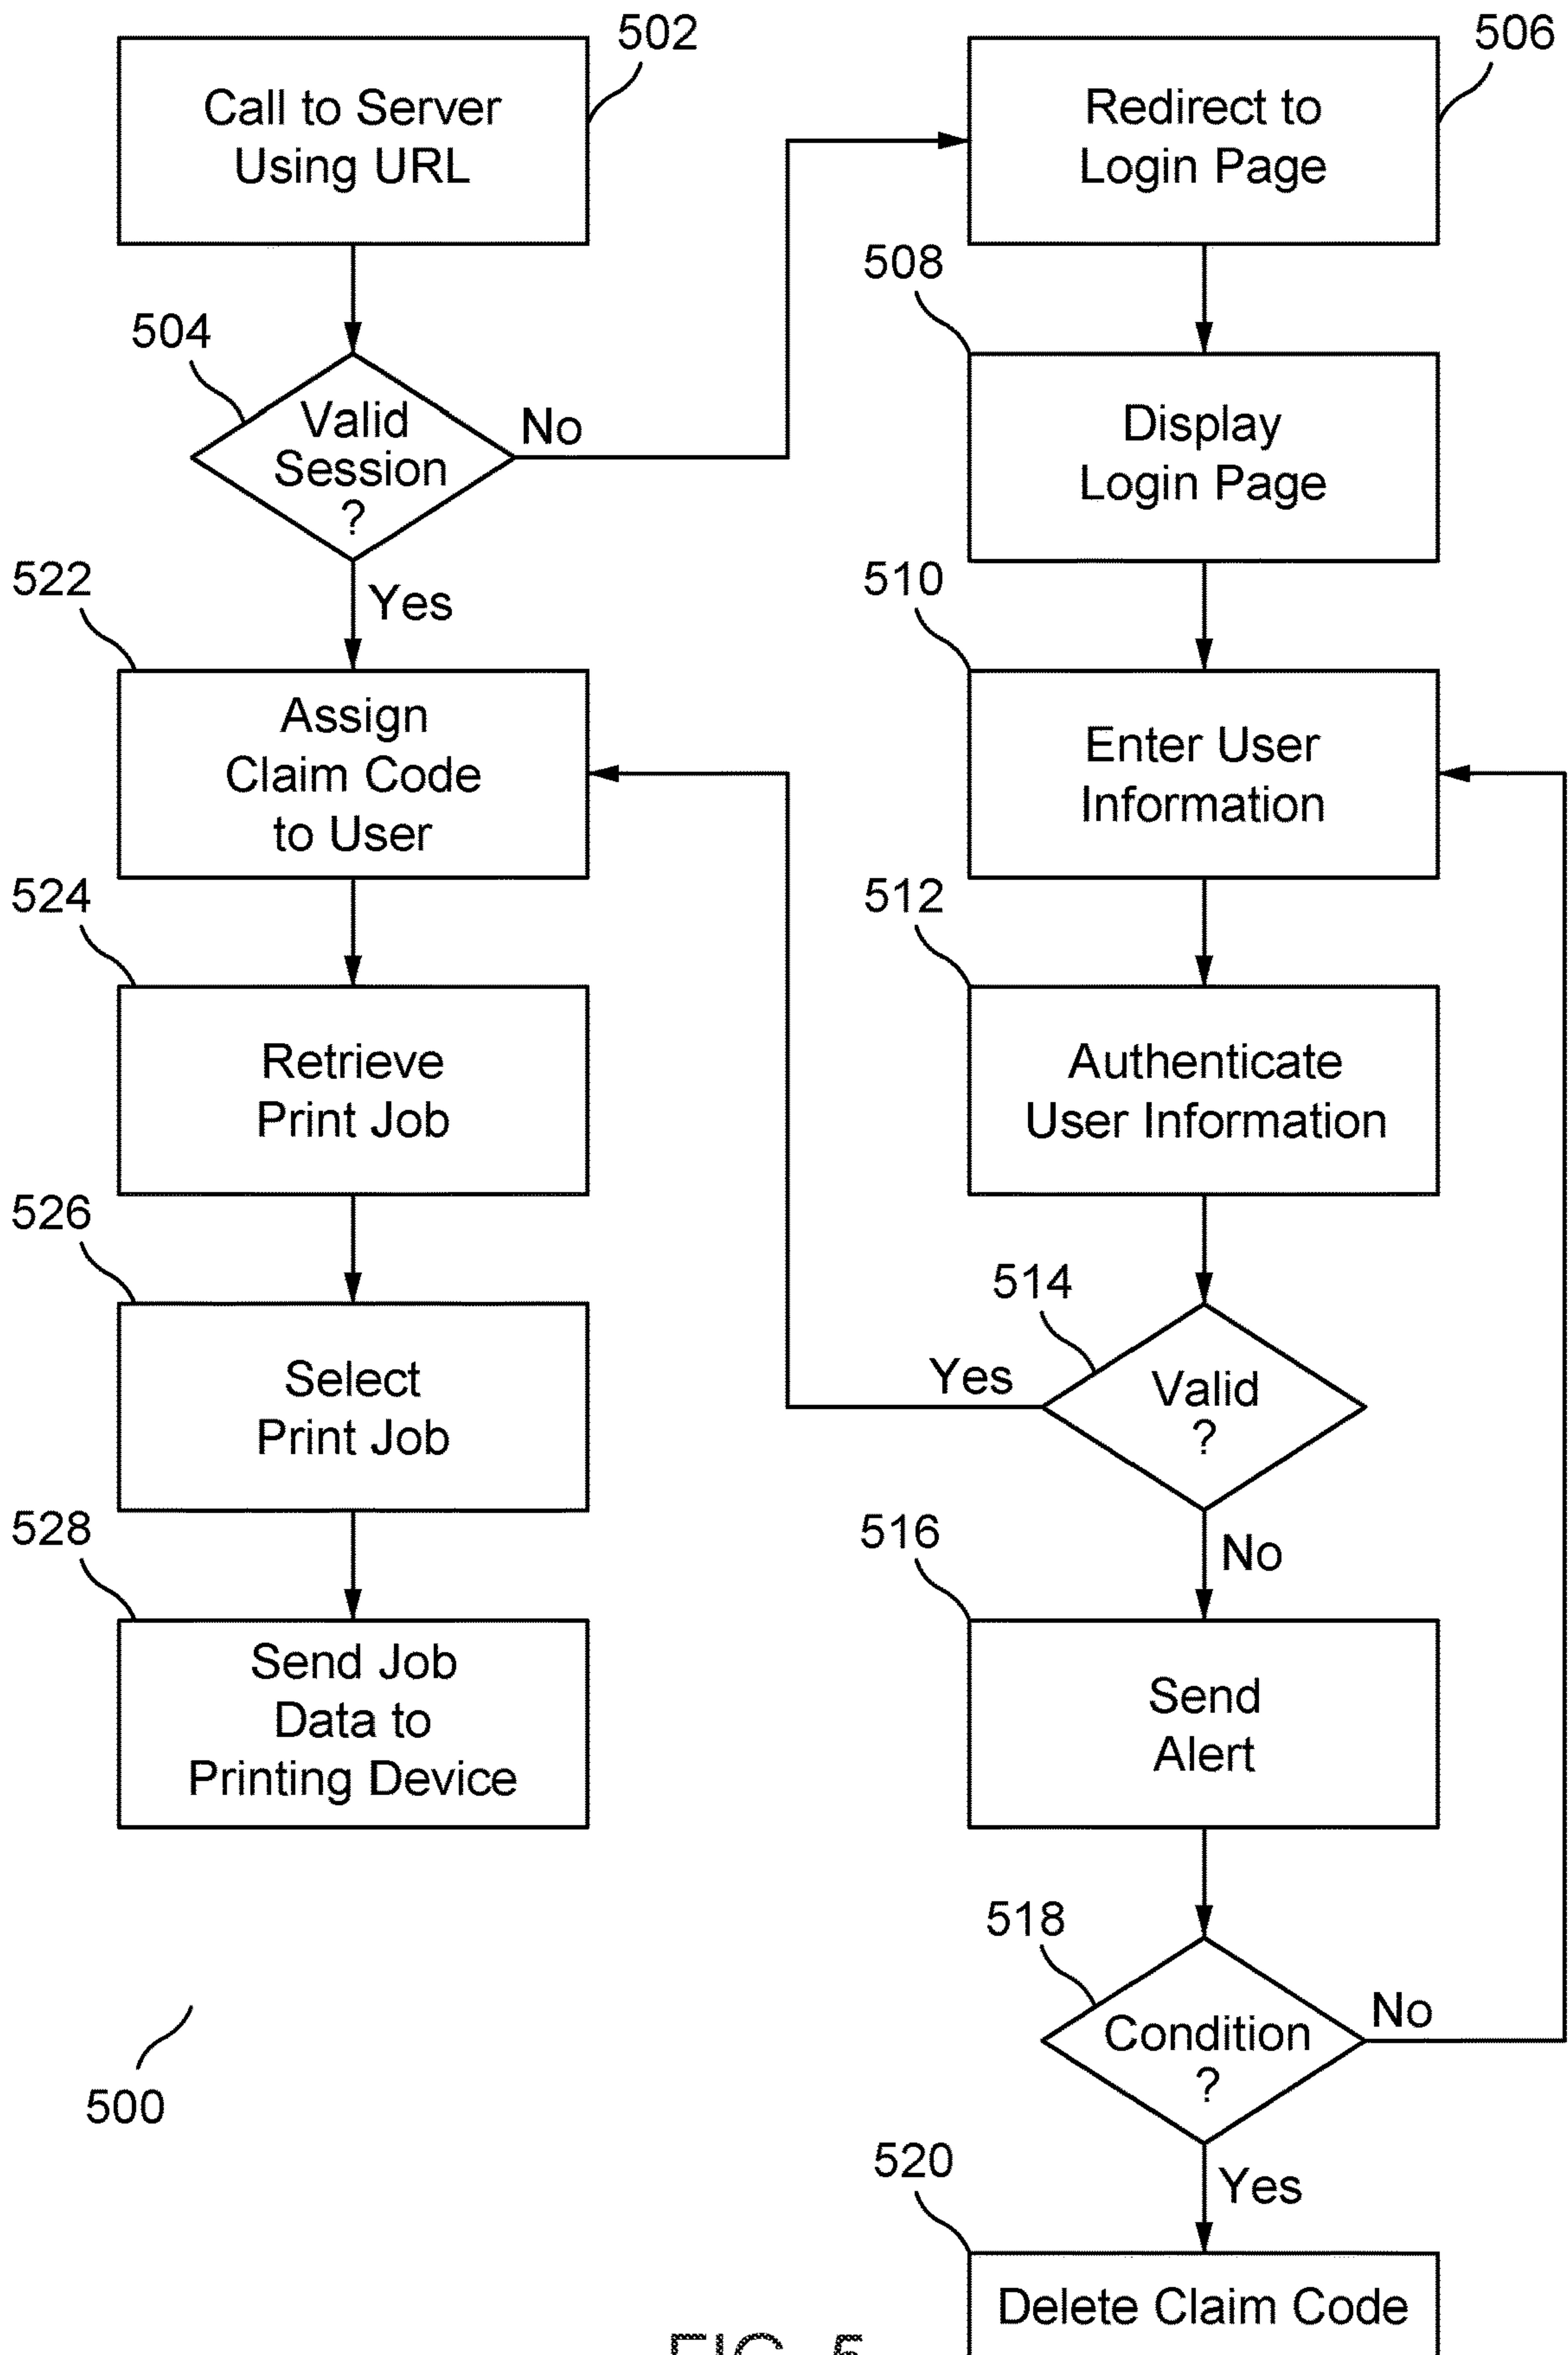 502
Call to Server
Using URL
504
Valid
Session
?
No
Yes
522
Assign
Claim Code
to User
524
Retrieve
Print Job
526
Select
Print Job
528
Send Job
Data to
Printing Device
500
506
Redirect to
Login Page
508
Display
Login Page
510
Enter User
Information
512
Authenticate
User Information
514
Valid
?
Yes
No
516
Send
Alert
518
Condition
?
No
Yes
520
Delete Claim Code
FIG. 5